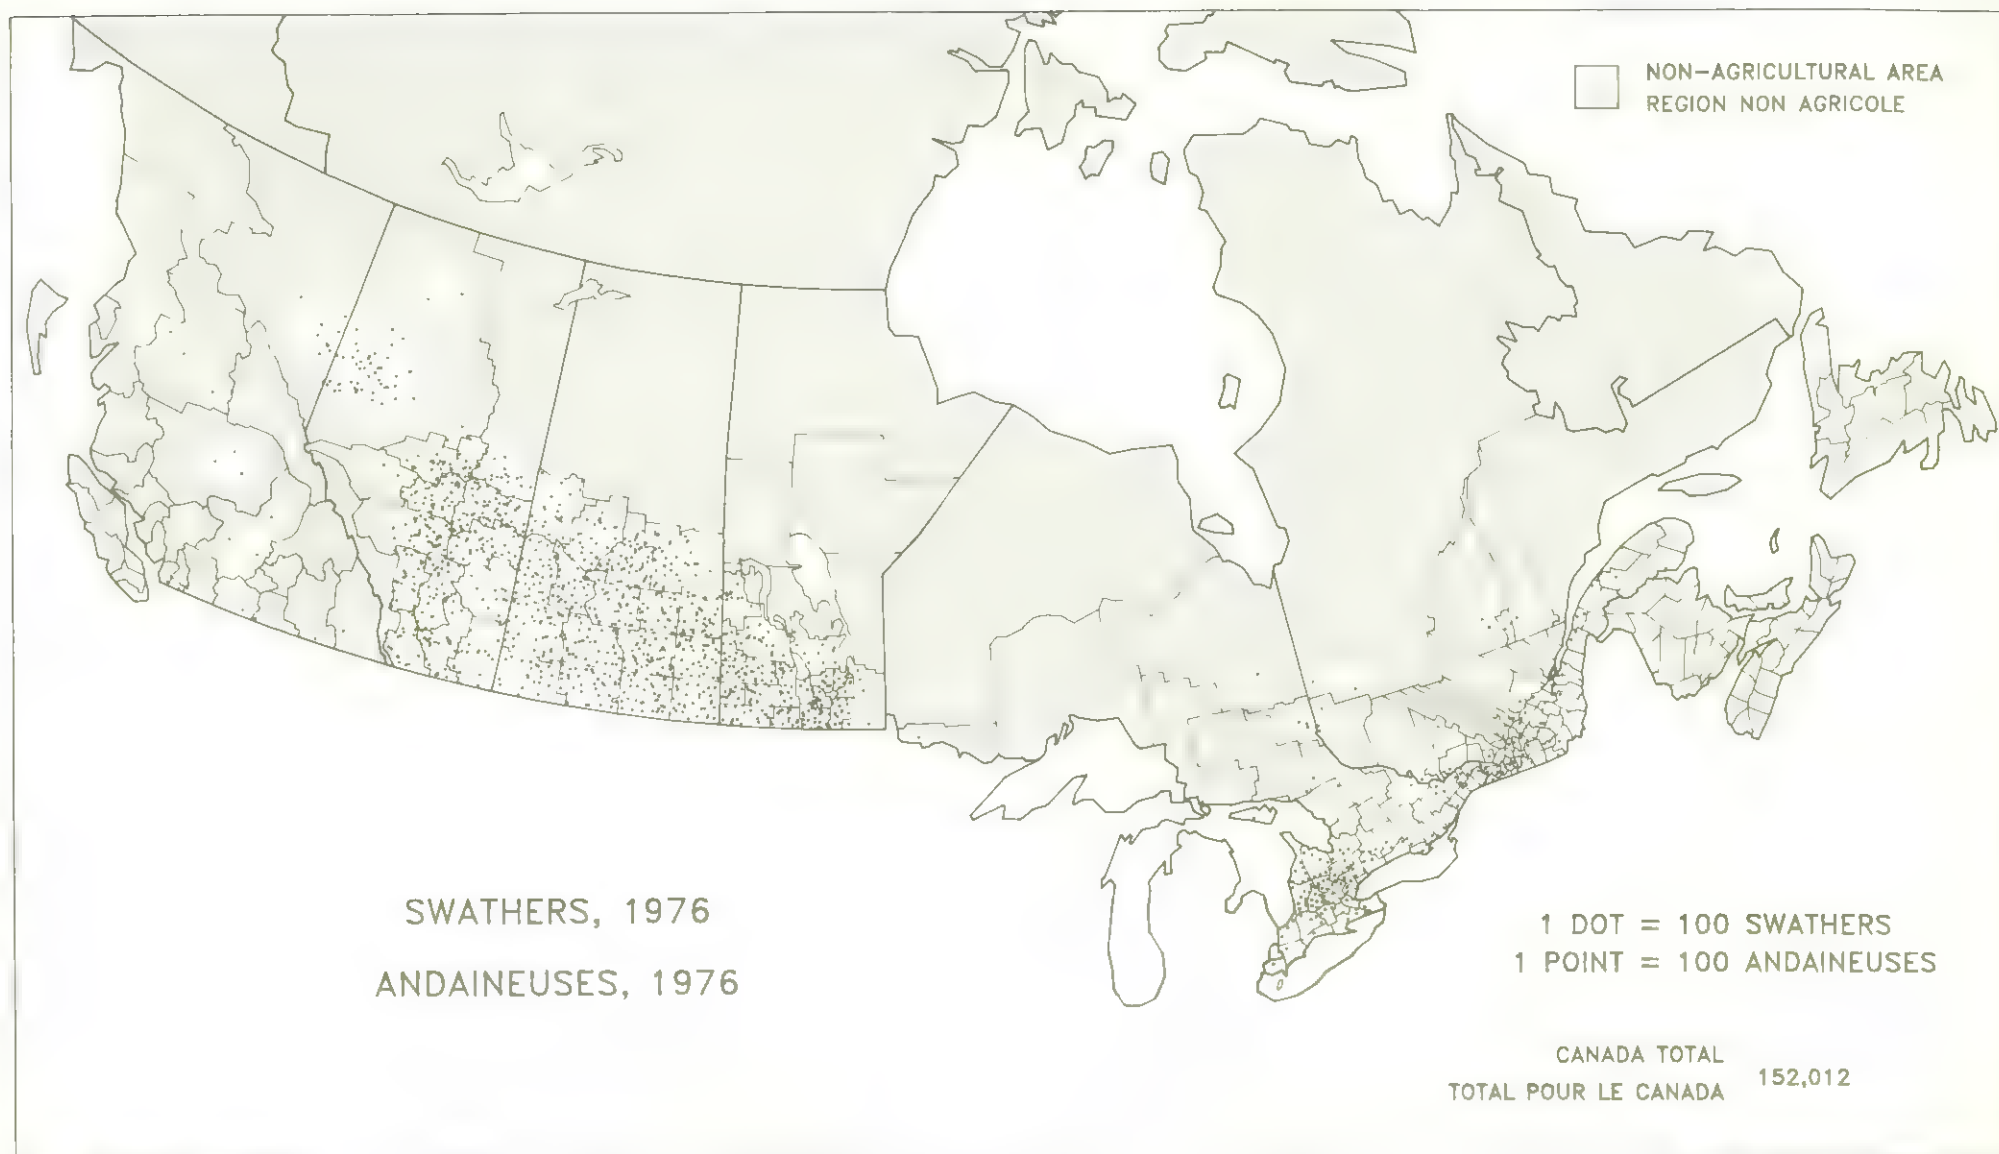 NON-AGRICULTURAL AREA
REGION NON AGRICOLE
SWATHERS, 1976
ANDAINEUSES, 1976
1 DOT = 100 SWATHERS
1 POINT = 100 ANDAINEUSES
CANADA TOTAL
TOTAL POUR LE CANADA
152,012